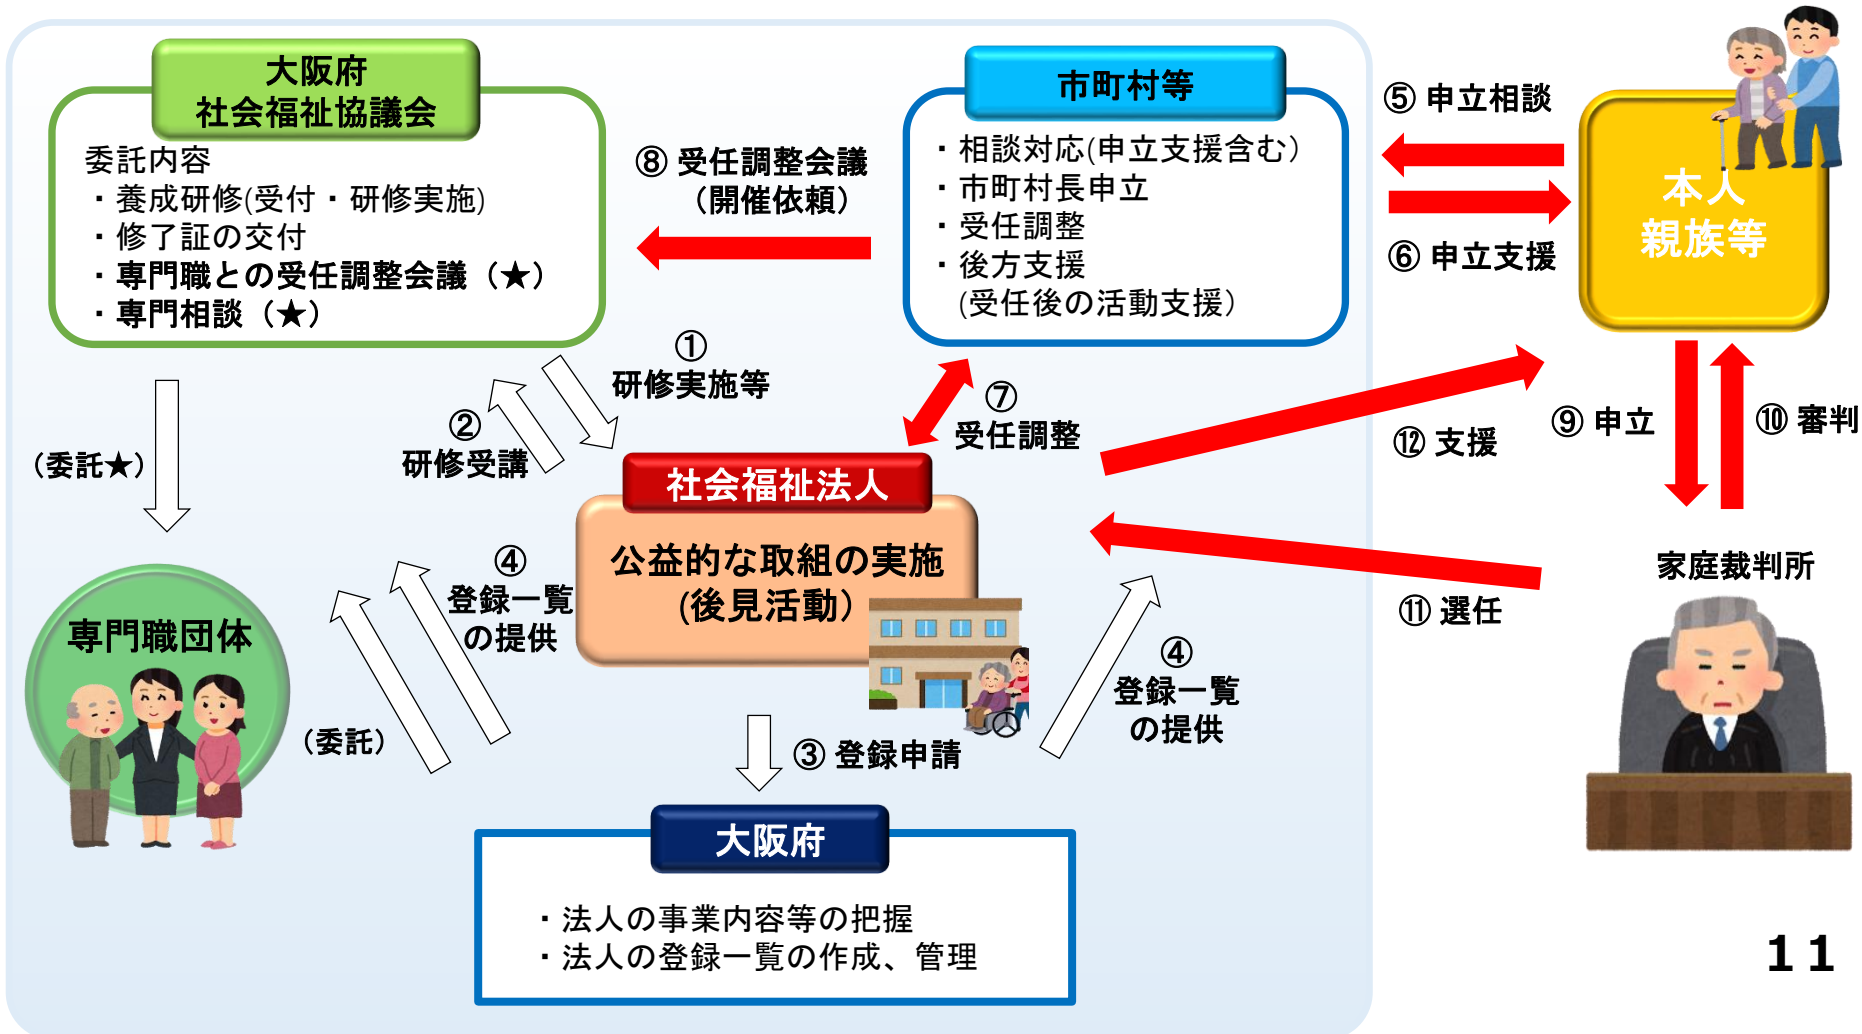 大阪府
社会福祉協議会
委託内容
・養成研修(受付・研修実施)
・修了証の交付
・専門職との受任調整会議（★）
・専門相談（★）
⑧ 受任調整会議
（開催依頼）
市町村等
・相談対応(申立支援含む）
・市町村長申立
・受任調整
・後方支援
(受任後の活動支援）
⑤ 申立相談
⑥ 申立支援
本人
親族等
①
研修実施等
②
研修受講
（委託★）
⑦
受任調整
⑫ 支援
⑨ 申立
⑩ 審判
社会福祉法人
公益的な取組の実施
(後見活動）
④
登録一覧
の提供
（委託）
専門職団体
③ 登録申請
④
登録一覧
の提供
⑪ 選任
家庭裁判所
大阪府
・法人の事業内容等の把握
・法人の登録一覧の作成、管理
１１